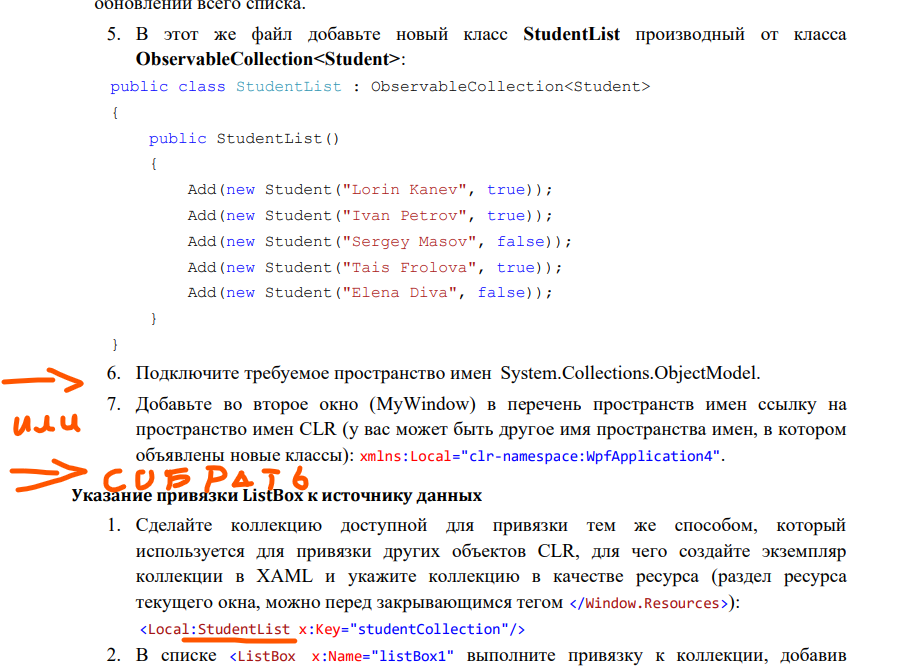 обновлении всего списка.
5. В этот же файл добавьте новый класс StudentList производный от класса
ObservableCollection<Student>:
public class StudentList : ObservableCollection<Student>
{
public StudentList()
{
Add(new Student("Lorin Kanev", true));
Add(new Student("Ivan Petrov", true));
Add(new Student("Sergey Masov", false));
Add(new Student("Tais Frolova", true));
Add(new Student("Elena Diva", false));
}
}
6. Подключите требуемое пространство имен System.Collections.ObjectModel.
7. Добавьте во второе окно (MyWindow) в перечень пространств имен ссылку на
или
пространство имен CLR (у вас может быть другое имя пространства имен, в котором
объявлены новые классы): xmlns:Local="clr-namespace:WpfApplication4".
СОБРАТЬ
Указание привязки ListBox к источнику данных
1. Сделайте коллекцию доступной для привязки тем же способом, который
используется для привязки других объектов CLR, для чего создайте экземпляр
коллекции в XAML и укажите коллекцию в качестве ресурса (раздел ресурса
текущего окна, можно перед закрывающимся тегом </Window.Resources>):
<Local:StudentList x:Key="studentCollection"/>
2. В списке <ListBox x:Name="listBox1" выполните привязку к коллекции, добавив